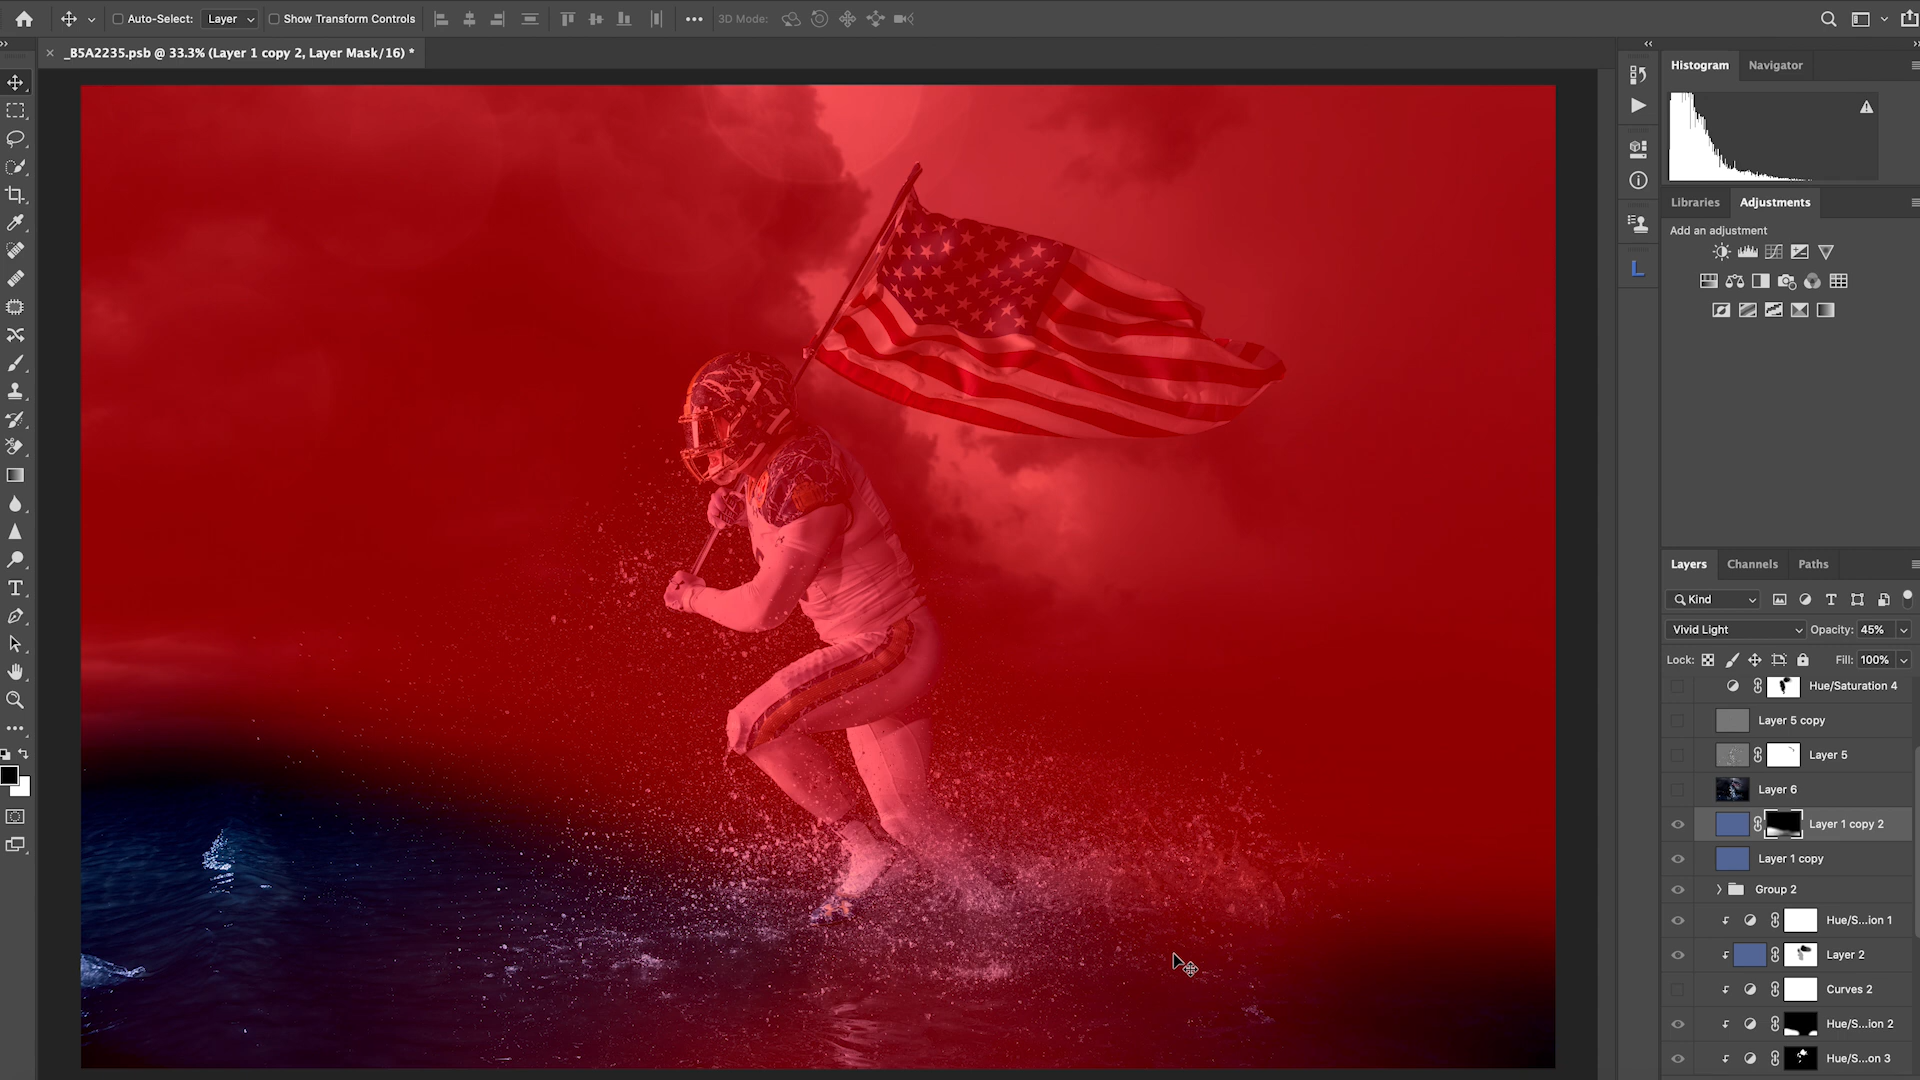 Auto-Select: Layer Show Transform Controls 3D Mode:
_B5A2235.psb @ 33.3% (Layer 1 copy 2, Layer Mask/16) *
Histogram Navigator
Libraries Adjustments
Add an adjustment
Layers Channels Paths
Kind
Vivid Light Opacity: 45%
Lock: Fill: 100%
Hue/Saturation 4
Layer 5 copy
Layer 5
Layer 6
Layer 1 copy 2
Layer 1 copy
Group 2
Hue/S...ion 1
Layer 2
Curves 2
Hue/S...ion 2
Hue/S...on 3